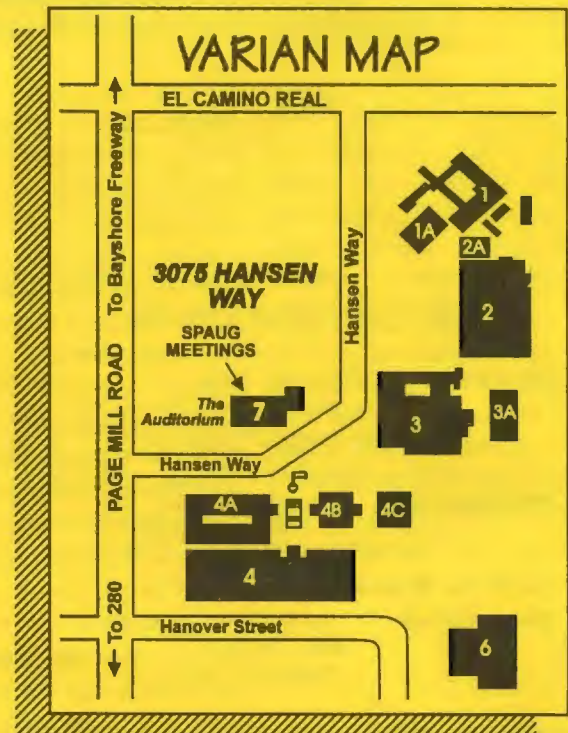 VARIAN MAP
EL CAMINO REAL
To Bayshore Freeway
PAGE MILL ROAD
To 280
Hansen Way
3075 HANSEN
WAY
SPAUG
MEETINGS
The
Auditorium
7
Hansen Way
1
1A
2A
2
3
3A
4A
4B
4C
4
Hanover Street
6